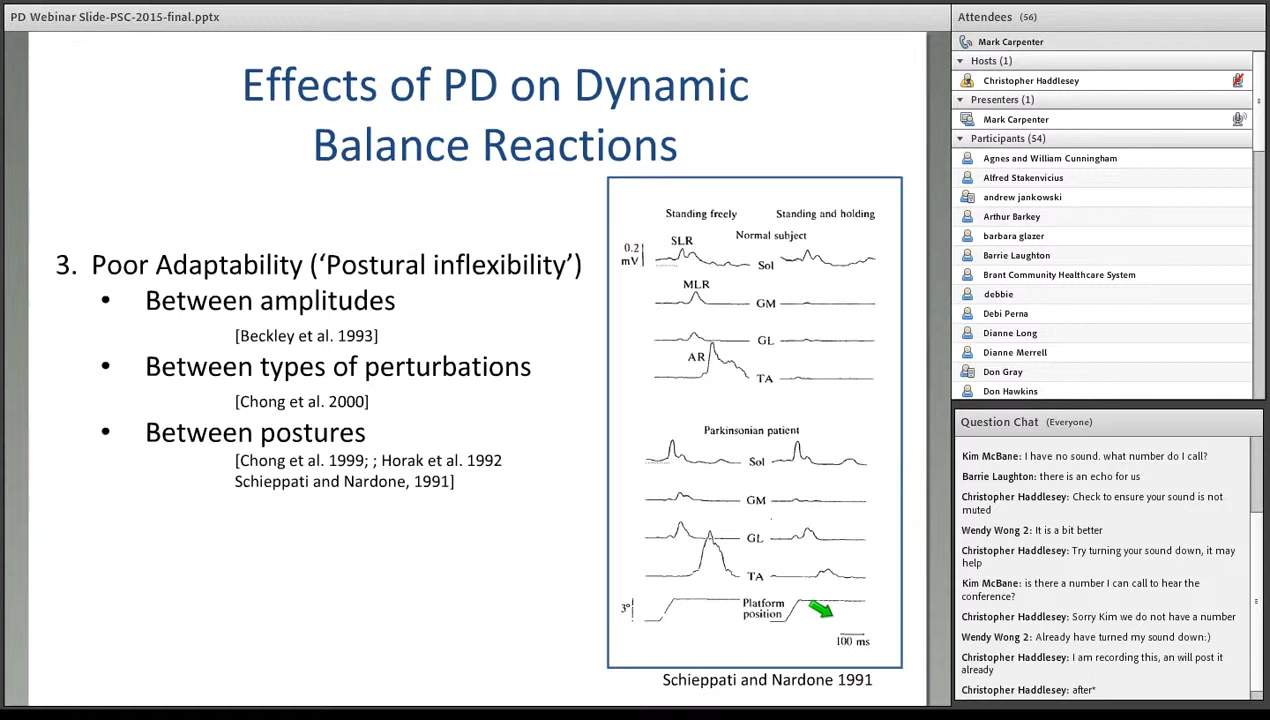 PD Webinar Slide-PSC-2015-final.pptx
Effects of PD on Dynamic
Balance Reactions
3. Poor Adaptability (‘Postural inflexibility’)
• Between amplitudes
[Beckley et al. 1993]
• Between types of perturbations
[Chong et al. 2000]
• Between postures
[Chong et al. 1999; ; Horak et al. 1992
Schieppati and Nardone, 1991]
Standing freely Standing and holding
Normal subject
0.2
mV
SLR
Sol
MLR
GM
GL
AR
TA
Parkinsonian patient
Sol
GM
GL
TA
3°
Platform
position
100 ms
Schieppati and Nardone 1991
Attendees (56)
Mark Carpenter
Hosts (1)
Christopher Haddlesey
Presenters (1)
Mark Carpenter
Participants (54)
Agnes and William Cunningham
Alfred Stakenvicius
andrew jankowski
Arthur Barkey
barbara glazer
Barrie Laughton
Brant Community Healthcare System
debbie
Debi Perna
Dianne Long
Dianne Merrell
Don Gray
Don Hawkins
Question Chat (Everyone)
Kim McBane: I have no sound. what number do I call?
Barrie Laughton: there is an echo for us
Christopher Haddlesey: Check to ensure your sound is not
muted
Wendy Wong 2: It is a bit better
Christopher Haddlesey: Try turning your sound down, it may
help
Kim McBane: is there a number I can call to hear the
conference?
Christopher Haddlesey: Sorry Kim we do not have a number
Wendy Wong 2: Already have turned my sound down:)
Christopher Haddlesey: I am recording this, an will post it
already
Christopher Haddlesey: after*